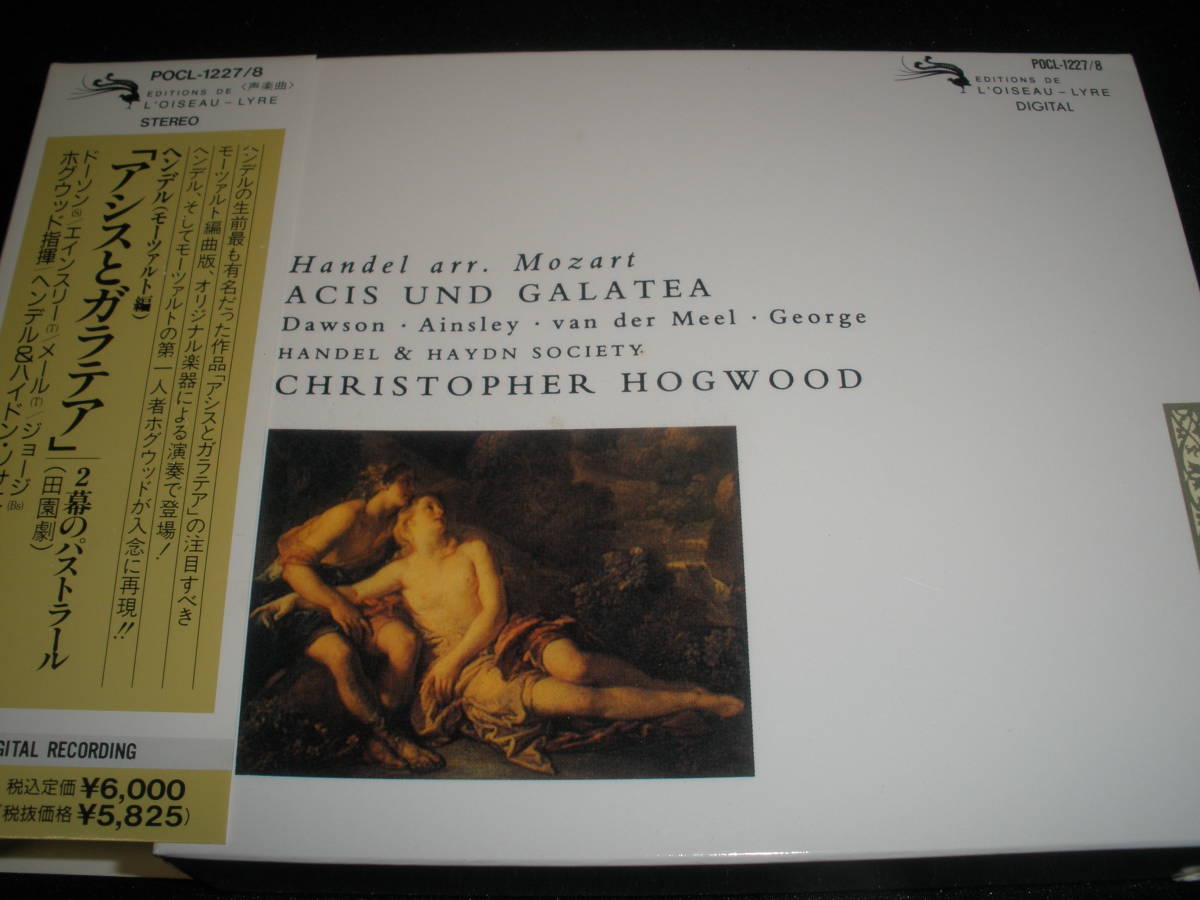 POCL-1227/8
EDITIONS DE 〈声楽曲〉
L'OISEAU-LYRE
STEREO
ヘンデルの生前最も有名だった作品「アシスとガラテア」の注目すべき
モーツァルト編曲版、オリジナル楽器による演奏で登場!
ヘンデル、そしてモーツァルトの第一人者ホグウッドが入念に再現!!
ヘンデル(モーツァルト編)
「アシスとガラテア」2幕のパストラール(田園劇)
ドーソン(S)/エインスリー(T)/メール(T)/ジョージ(Bs)
ホグウッド指揮/ヘンデル&ハイドン・ソ
GITAL RECORDING
税込定価 ¥6,000
(税抜価格 ¥5,825)
POCL-1227/8
EDITIONS DE
L'OISEAU-LYRE
DIGITAL
Handel arr. Mozart
ACIS UND GALATEA
Dawson · Ainsley · van der Meel · George
HANDEL & HAYDN SOCIETY
CHRISTOPHER HOGWOOD